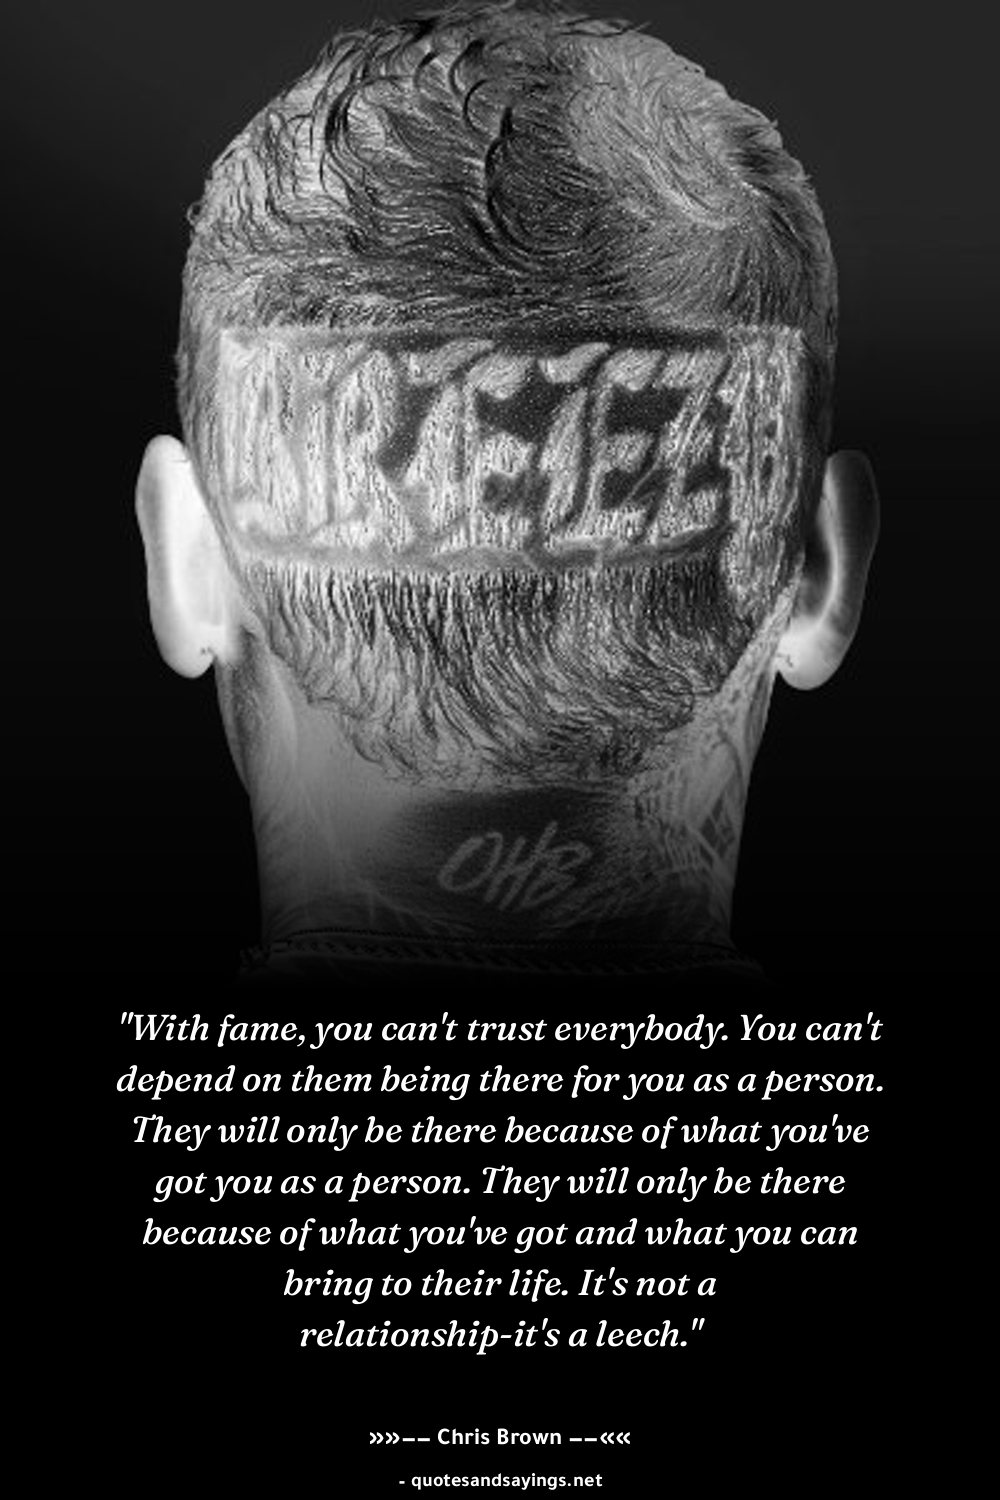 BREEZY
OHB
"With fame, you can't trust everybody. You can't
depend on them being there for you as a person.
They will only be there because of what you've
got you as a person. They will only be there
because of what you've got and what you can
bring to their life. It's not a
relationship-it's a leech."
»»—— Chris Brown ——««
- quotesandsayings.net